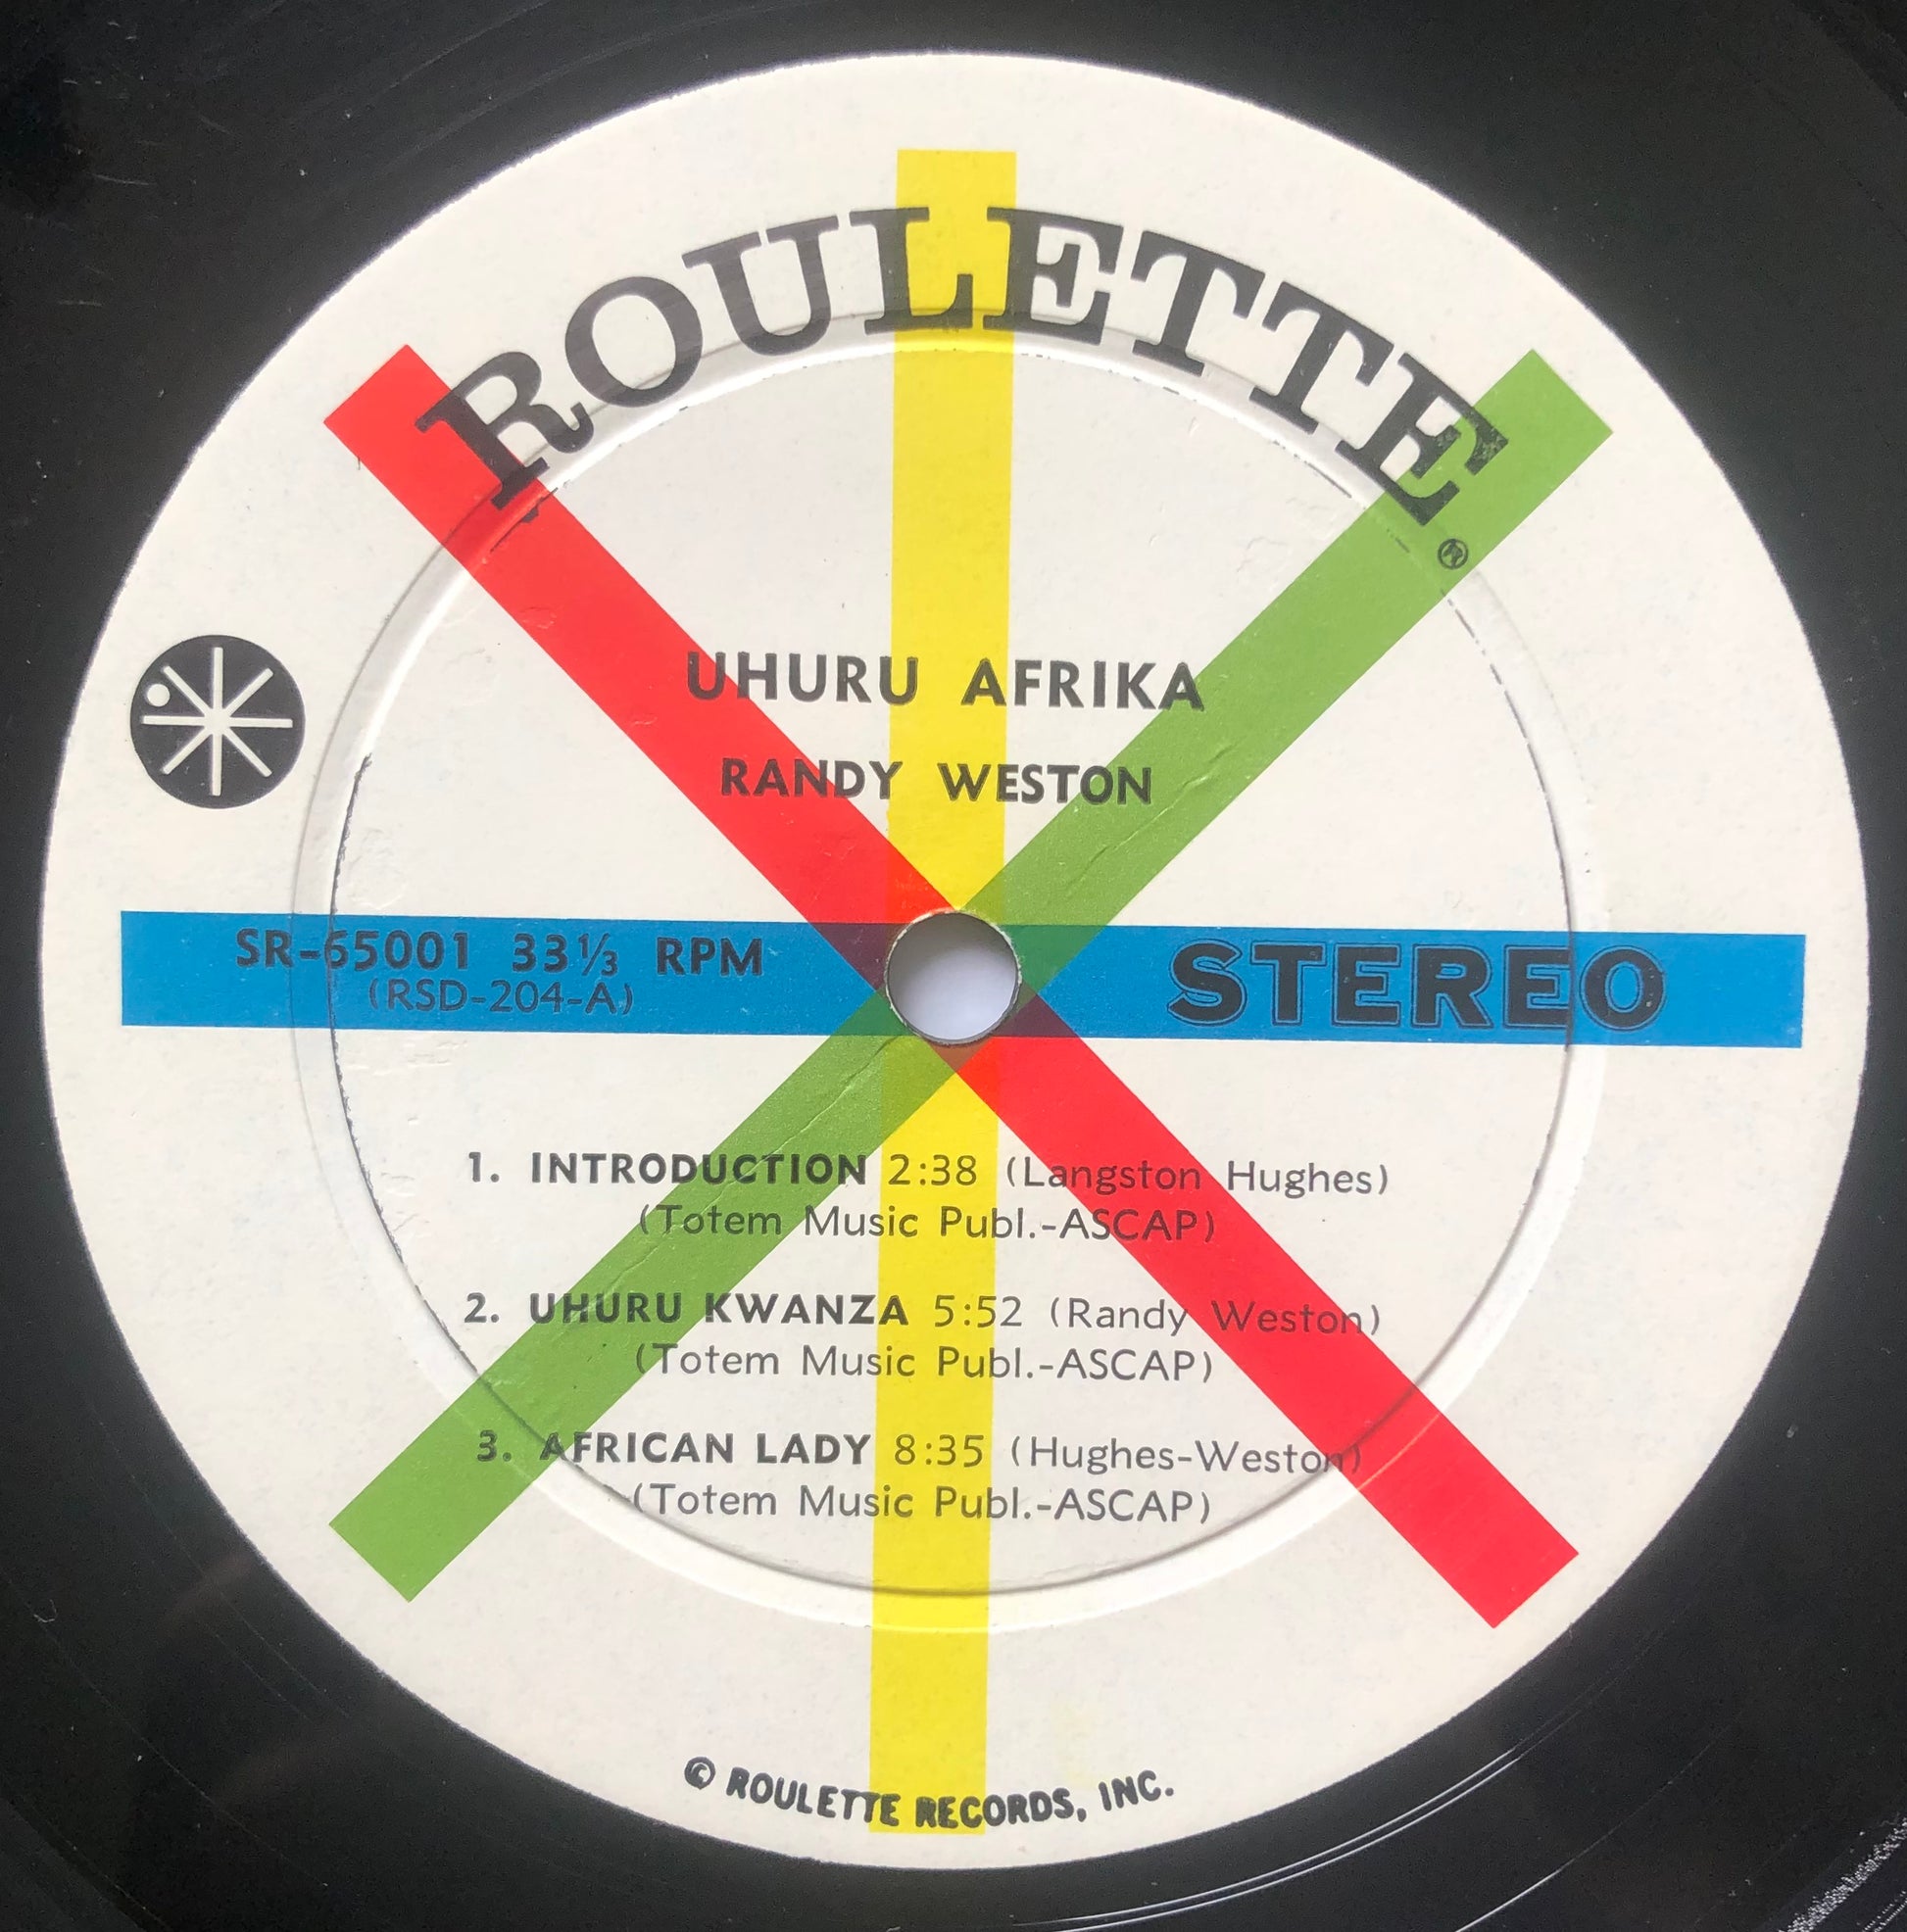 ROULETTE®
UHURU AFRIKA
RANDY WESTON
SR-65001 33⅓ RPM
(RSD-204-A)
STEREO
1. INTRODUCTION 2:38 (Langston Hughes)
(Totem Music Publ.-ASCAP)
2. UHURU KWANZA 5:52 (Randy Weston)
(Totem Music Publ.-ASCAP)
3. AFRICAN LADY 8:35 (Hughes-Weston)
(Totem Music Publ.-ASCAP)
© ROULETTE RECORDS, INC.